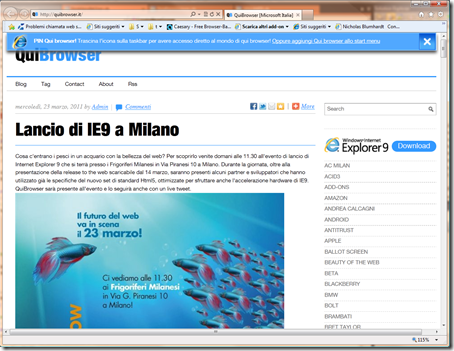 http://quibrowser.it/
QuiBrowser (Microsoft Italia)
Problemi chiamata web s...
Siti suggeriti
Caesary - Free Browser-Bas...
Scarica altri add-on
Siti suggeriti
Nicholas Blumhardt
PIN Qui browser! Trascina l'icona sulla taskbar per avere accesso diretto al mondo di qui browser! Oppure aggiungi Qui browser allo start menu
QuiBrowser
Blog Tag Kin Contact About Rss
mercoledì, 23 marzo, 2011 by Admin | Commenti
More
Search
Lancio di IE9 a Milano
Cosa c'entrano i pesci in un acquario con la bellezza del web? Per scoprirlo venite domani alle 11.30 all'evento di lancio di
Internet Explorer 9 che si terrà presso i Frigoriferi Milanesi in Via Piranesi 10 a Milano. Durante la giornata, oltre alla
presentazione della release to the web scaricabile dal 14 marzo, saranno presenti alcuni partner e sviluppatori che hanno
utilizzato già le specifiche del nuovo set di standard Html5, ottimizzate per sfruttare anche l'accelerazione hardware di IE9.
QuiBrowser sarà presente all'evento e lo seguirà anche con un live tweet.
Il futuro del web
va in scena
il 23 marzo!
Ci vediamo alle 11.30
ai Frigoriferi Milanesi
in Via G. Piranesi 10
a Milano!
OW
Windows Internet
Explorer 9
Download
AC MILAN
ACID3
ADD-ONS
AMAZON
ANDREA CALCAGNI
ANDROID
ANTITRUST
APPLE
BALLOT SCREEN
BEAUTY OF THE WEB
BETA
BLACKBERRY
BMW
BOLT
BRAMBATI
BRET TAYLOR
115%